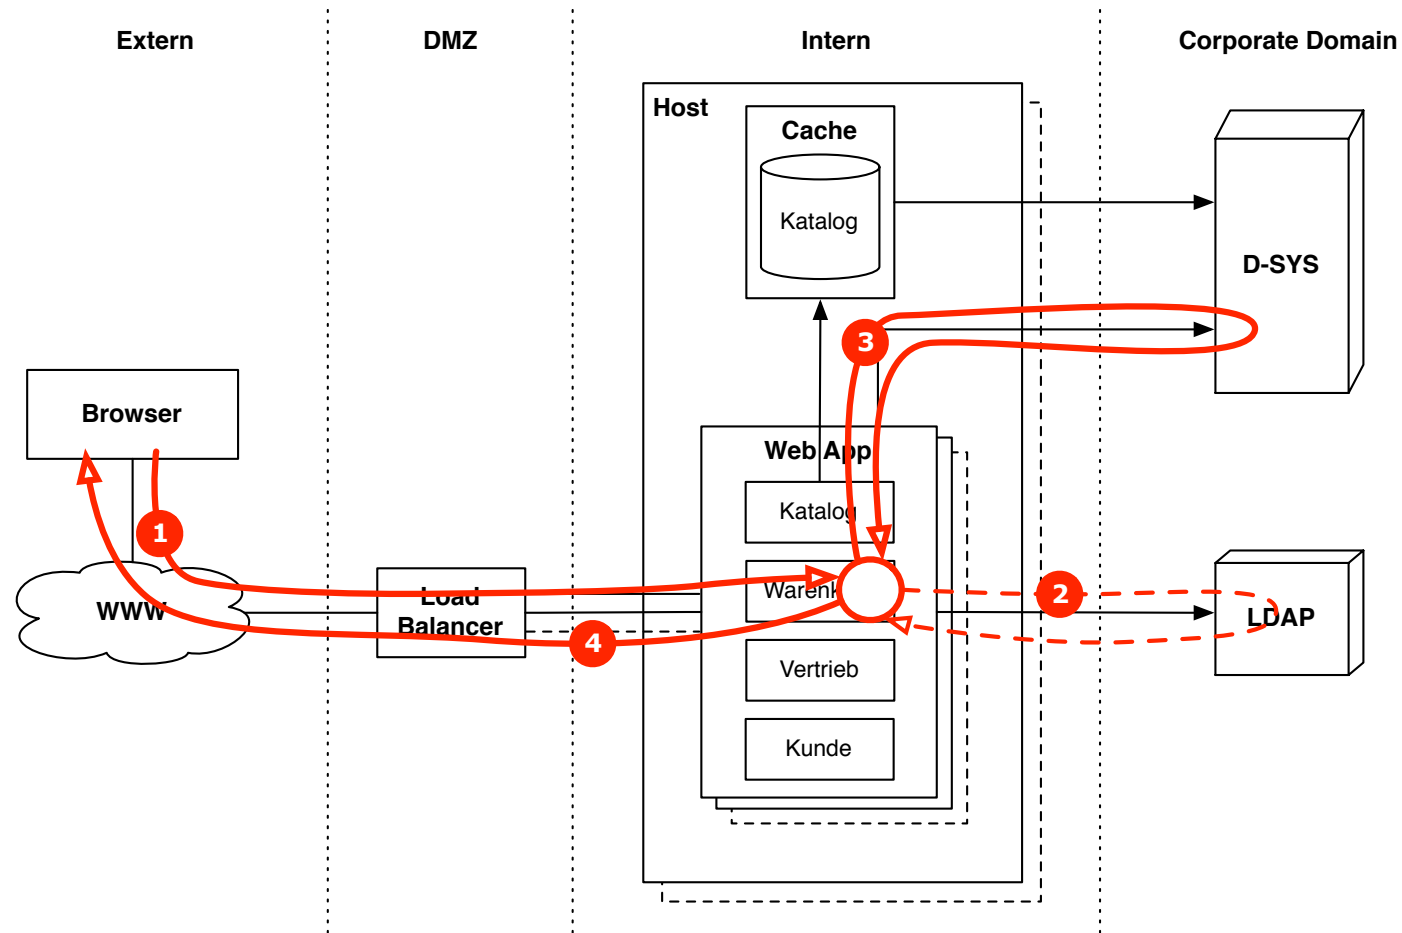 Extern
DMZ
Intern
Corporate Domain
Host
Cache
Katalog
D-SYS
3
Browser
Web App
Katalog
1
WWW
Load
Balancer
4
2
LDAP
Vertrieb
Kunde